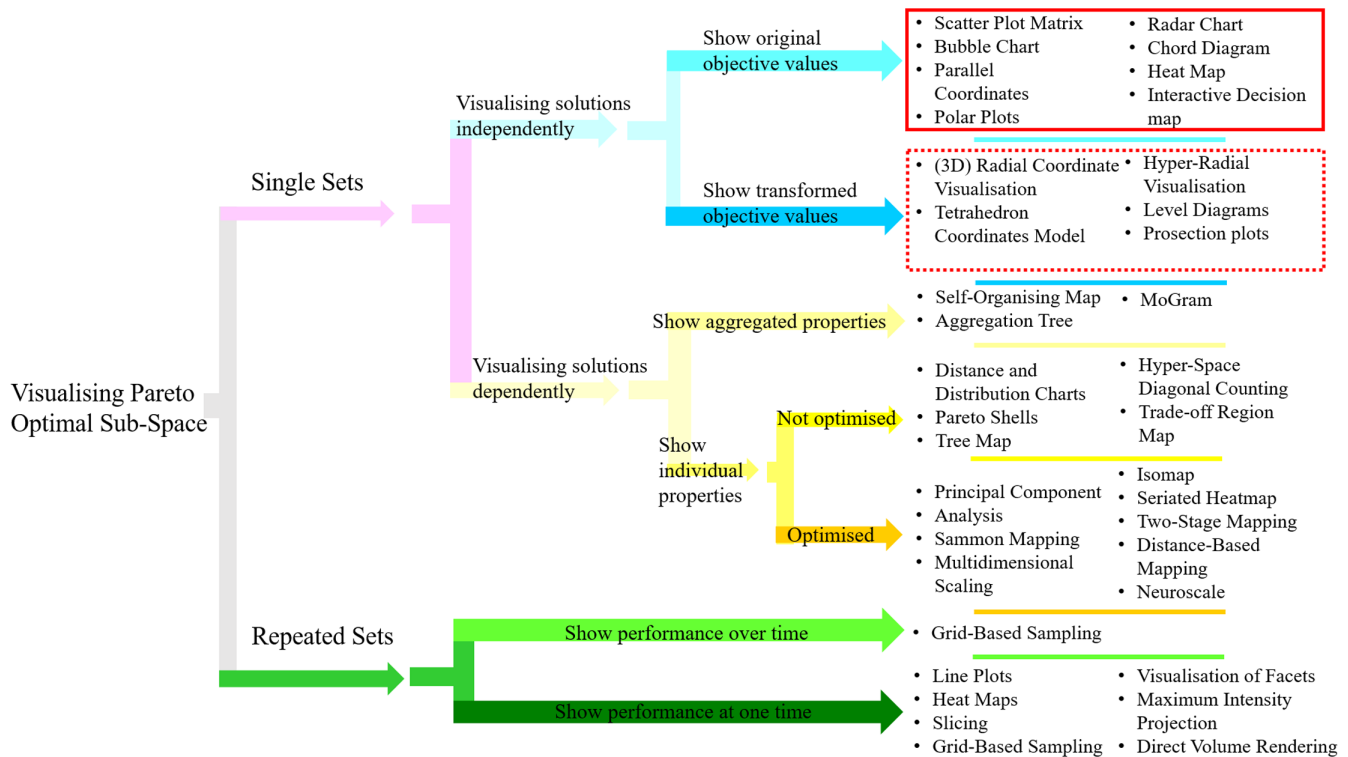 Visualising Pareto
Optimal Sub-Space
Single Sets
Visualising solutions
independently
Show original
objective values
• Scatter Plot Matrix
• Bubble Chart
• Parallel
Coordinates
• Polar Plots
• Radar Chart
• Chord Diagram
• Heat Map
• Interactive Decision
map
Show transformed
objective values
• (3D) Radial Coordinate
Visualisation
• Tetrahedron
Coordinates Model
• Hyper-Radial
Visualisation
• Level Diagrams
• Prosection plots
Visualising solutions
dependently
Show aggregated properties
• Self-Organising Map
• Aggregation Tree
• MoGram
Show
individual
properties
Not optimised
• Distance and
Distribution Charts
• Pareto Shells
• Tree Map
• Hyper-Space
Diagonal Counting
• Trade-off Region
Map
Optimised
• Principal Component
• Analysis
• Sammon Mapping
• Multidimensional
Scaling
• Isomap
• Seriated Heatmap
• Two-Stage Mapping
• Distance-Based
Mapping
• Neuroscale
Repeated Sets
Show performance over time
• Grid-Based Sampling
Show performance at one time
• Line Plots
• Heat Maps
• Slicing
• Grid-Based Sampling
• Visualisation of Facets
• Maximum Intensity
Projection
• Direct Volume Rendering